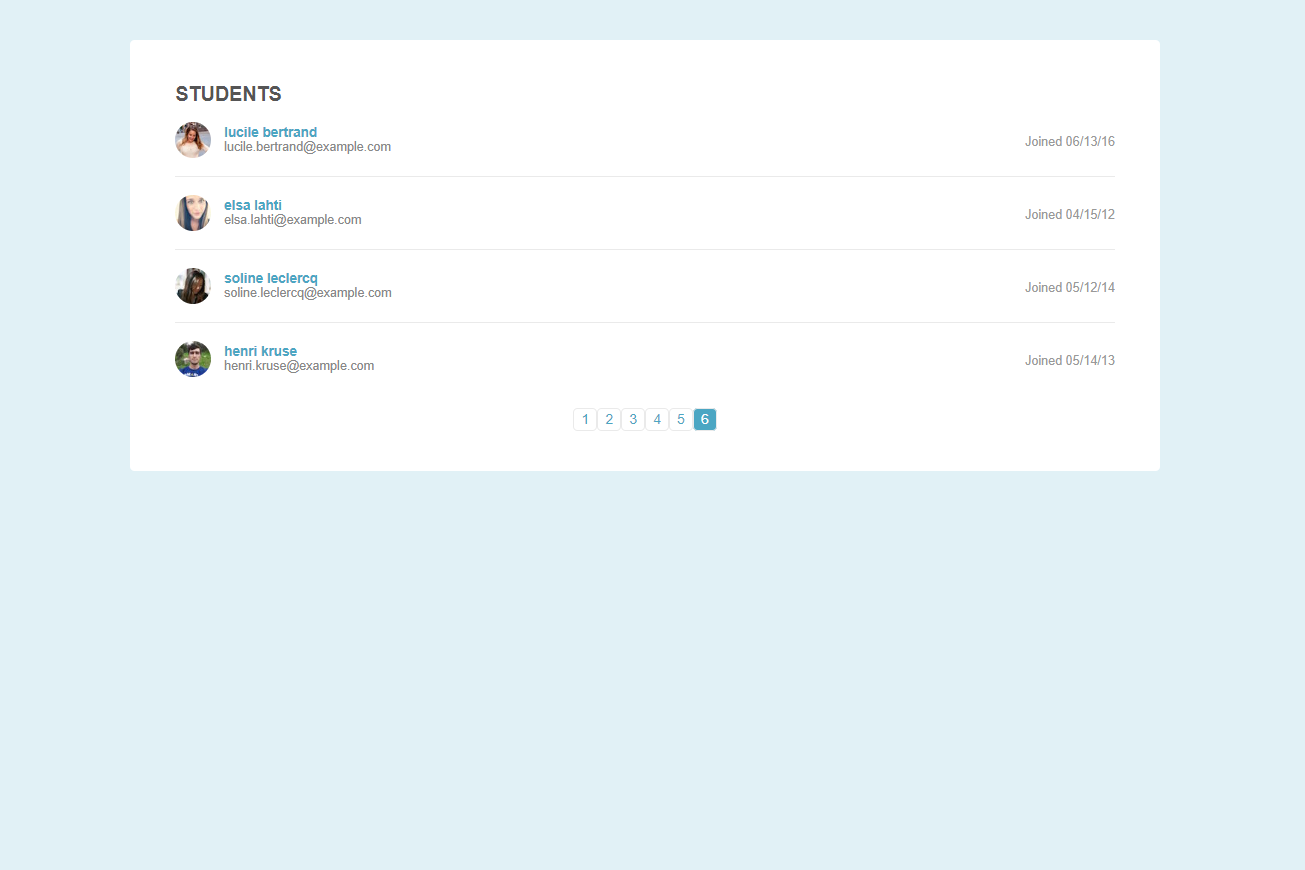 STUDENTS
lucile bertrand
lucile.bertrand@example.com
Joined 06/13/16
elsa lahti
elsa.lahti@example.com
Joined 04/15/12
soline leclercq
soline.leclercq@example.com
Joined 05/12/14
henri kruse
henri.kruse@example.com
Joined 05/14/13
1 2 3 4 5 6